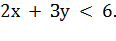 2x + 3y < 6.